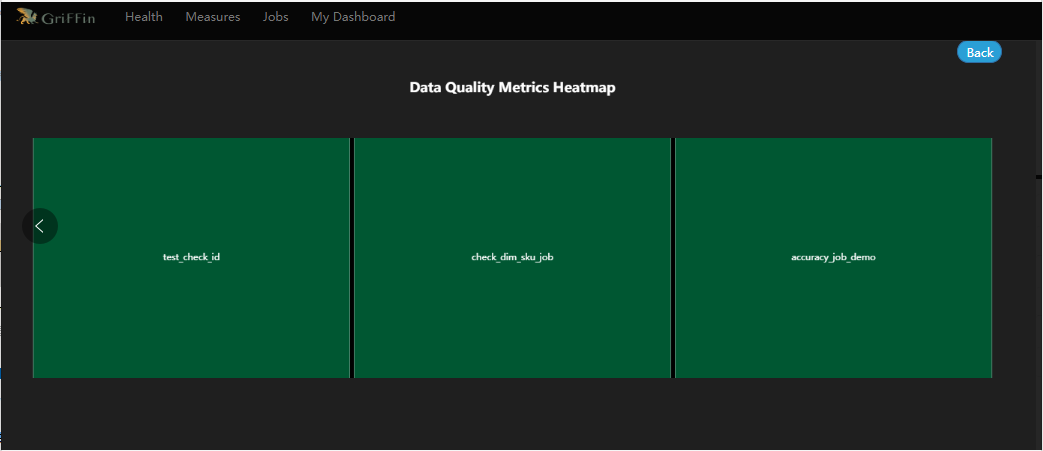 GriFFin Health Measures Jobs My Dashboard
Back
Data Quality Metrics Heatmap
test_check_id check_dim_sku_job accuracy_job_demo